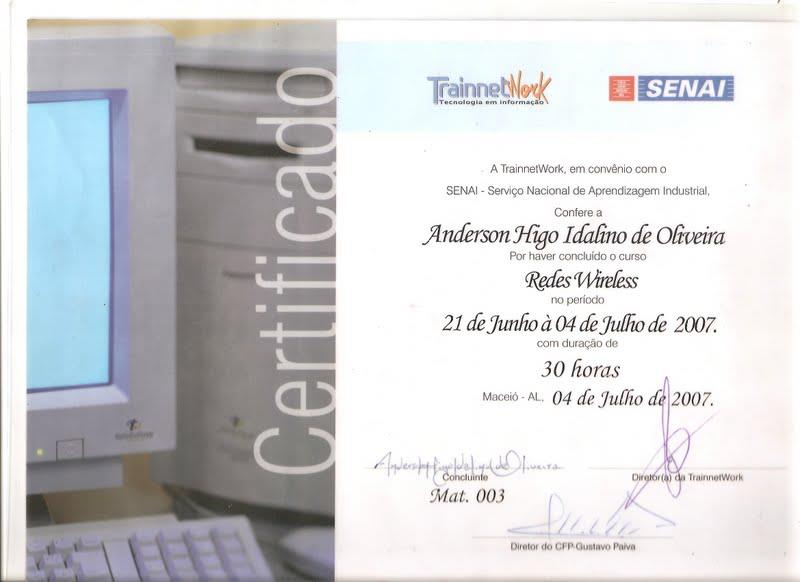 Certificado
TrainnetWork
Tecnologia em informação
SENAI
A TrainnetWork, em convênio com o
SENAI - Serviço Nacional de Aprendizagem Industrial,
Confere a
Anderson Higo Idalino de Oliveira
Por haver concluído o curso
Redes Wireless
no período
21 de Junho à 04 de Julho de 2007.
com duração de
30 horas
Maceió - AL, 04 de Julho de 2007.
Anderson Higo Idalino de Oliveira
Concluinte
Mat. 003
Diretor(a) da TrainnetWork
Diretor do CFP-Gustavo Paiva